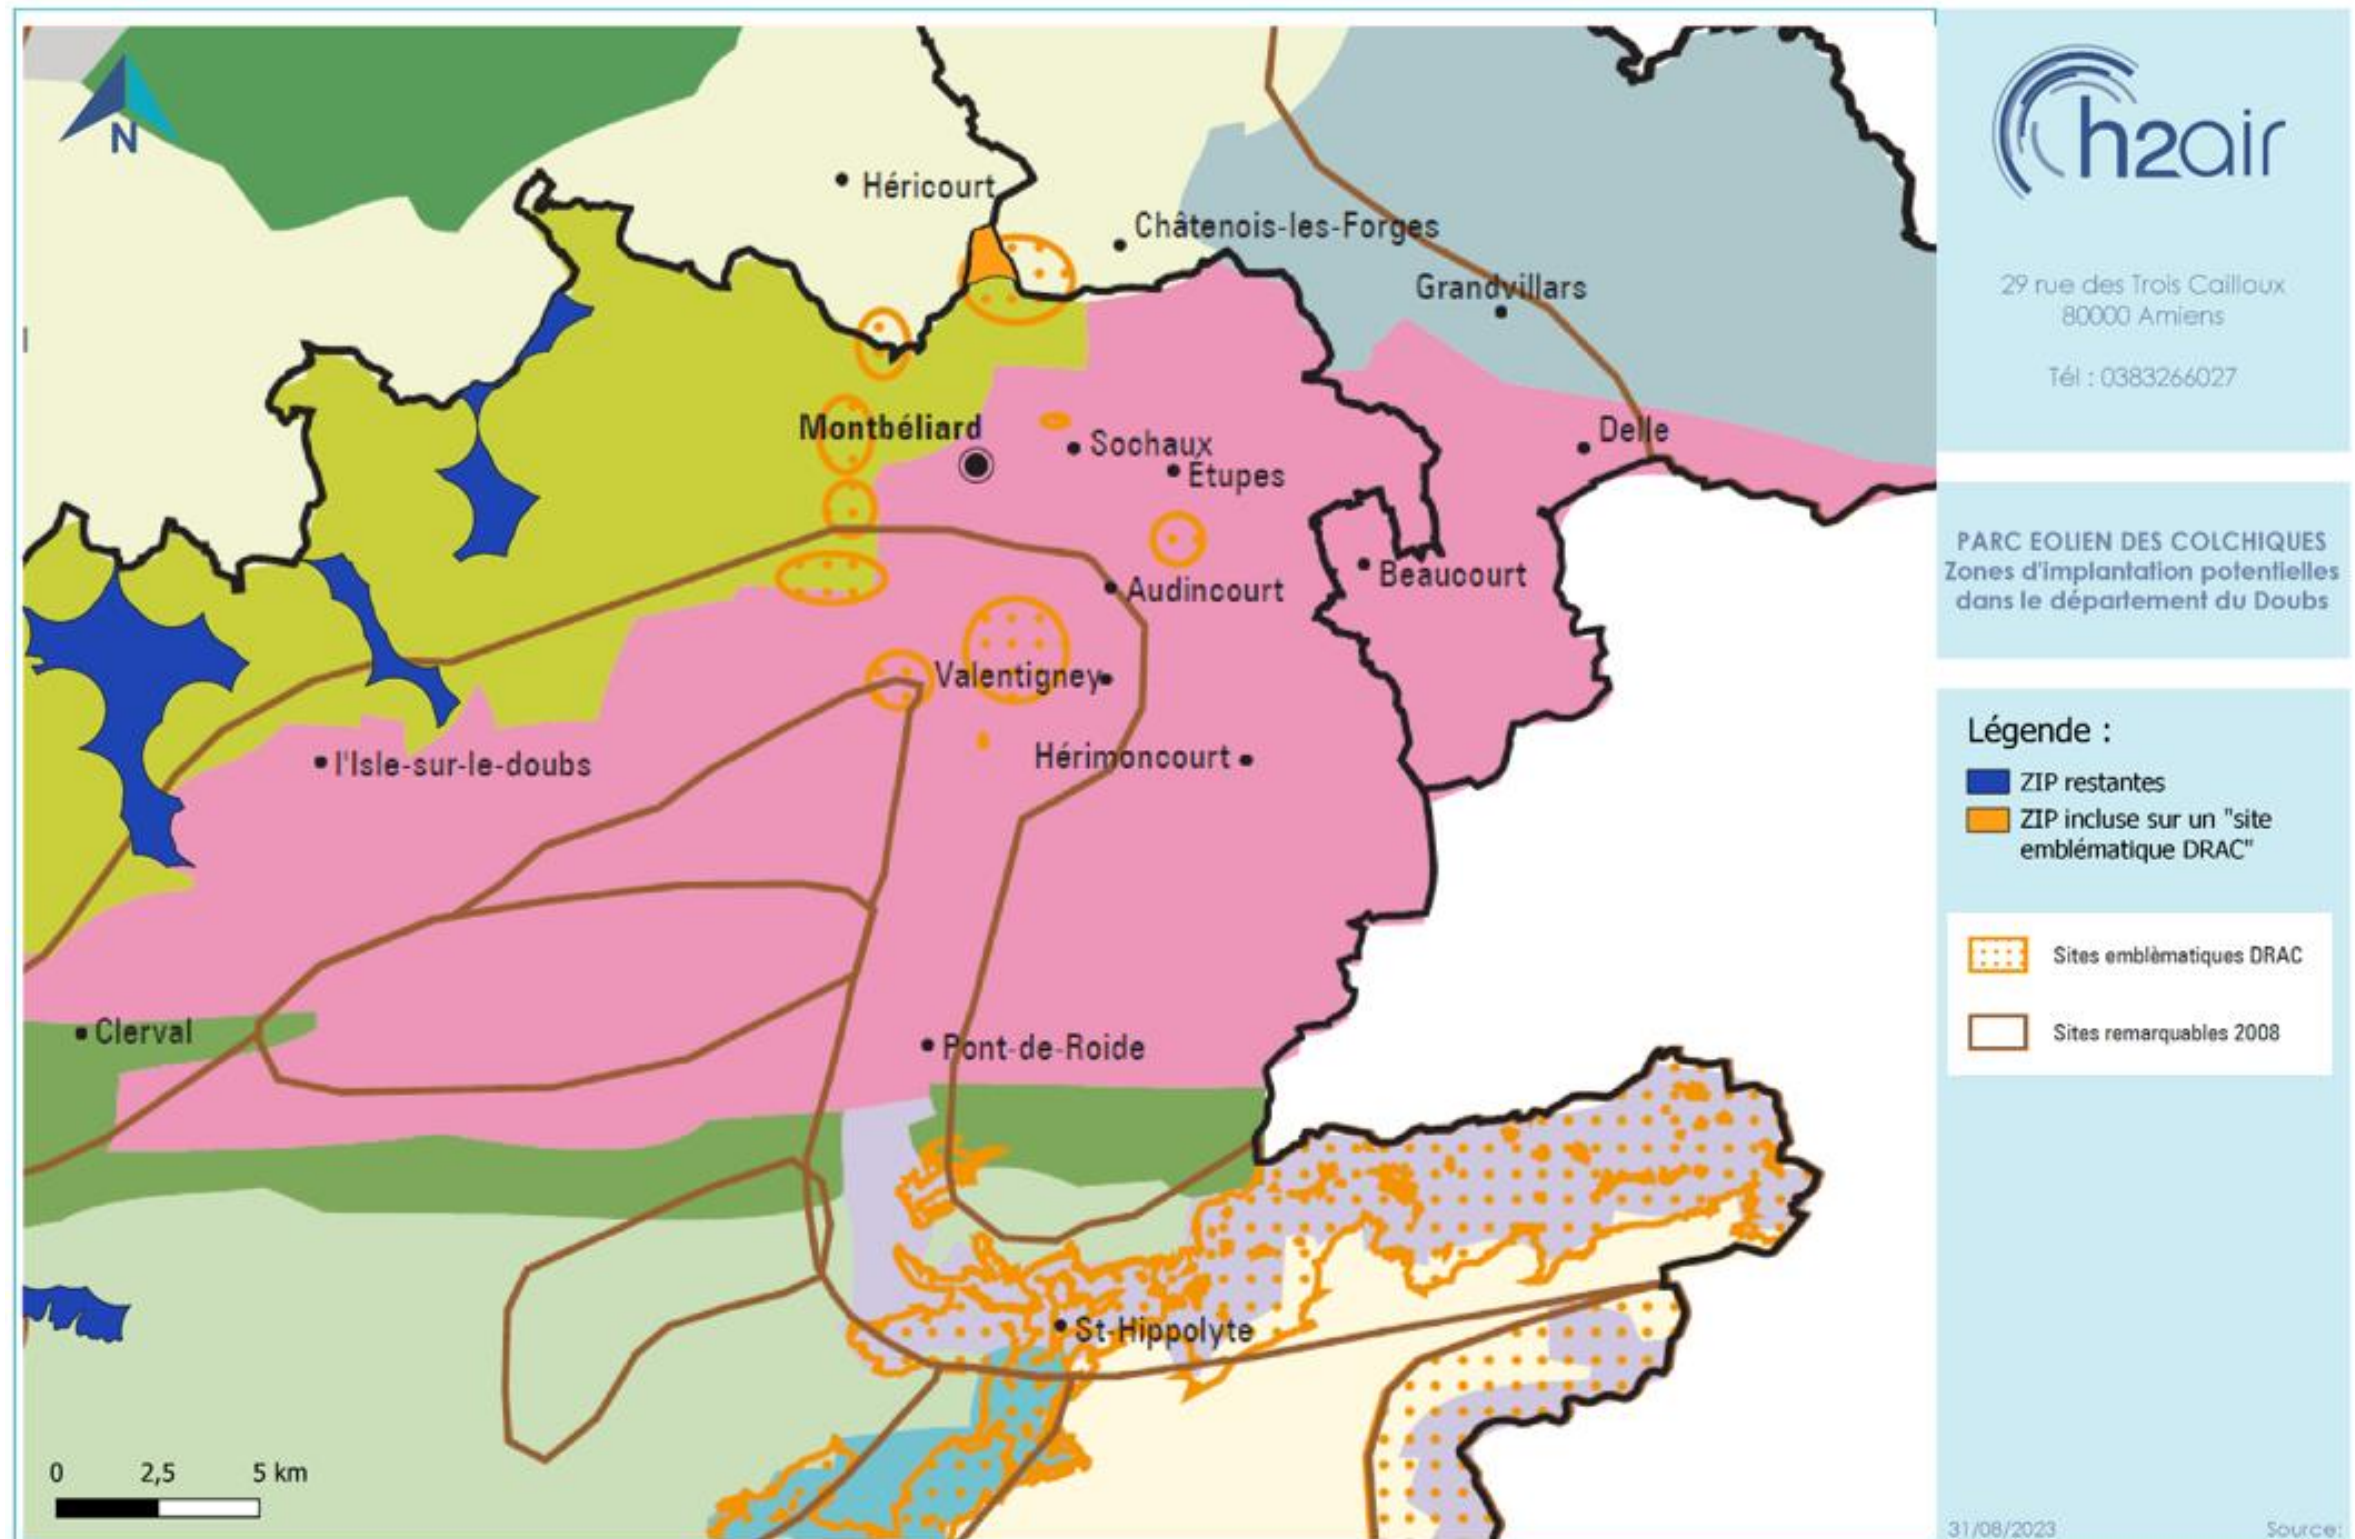 N
Héricourt
Châtenois-les-Forges
Grandvillars
Montbéliard
Sochaux
Étupes
Delle
Audincourt
Beaucourt
Valentigney
l'Isle-sur-le-doubs
Hérimoncourt
Clerval
Pont-de-Roide
St-Hippolyte
0 2,5 5 km
h2air
29 rue des Trois Cailloux
80000 Amiens
Tél : 0383266027
PARC EOLIEN DES COLCHIQUES
Zones d'implantation potentielles
dans le département du Doubs
Légende :
ZIP restantes
ZIP incluse sur un "site
emblématique DRAC"
Sites emblèmatiques DRAC
Sites remarquables 2008
31/08/2023 Source: